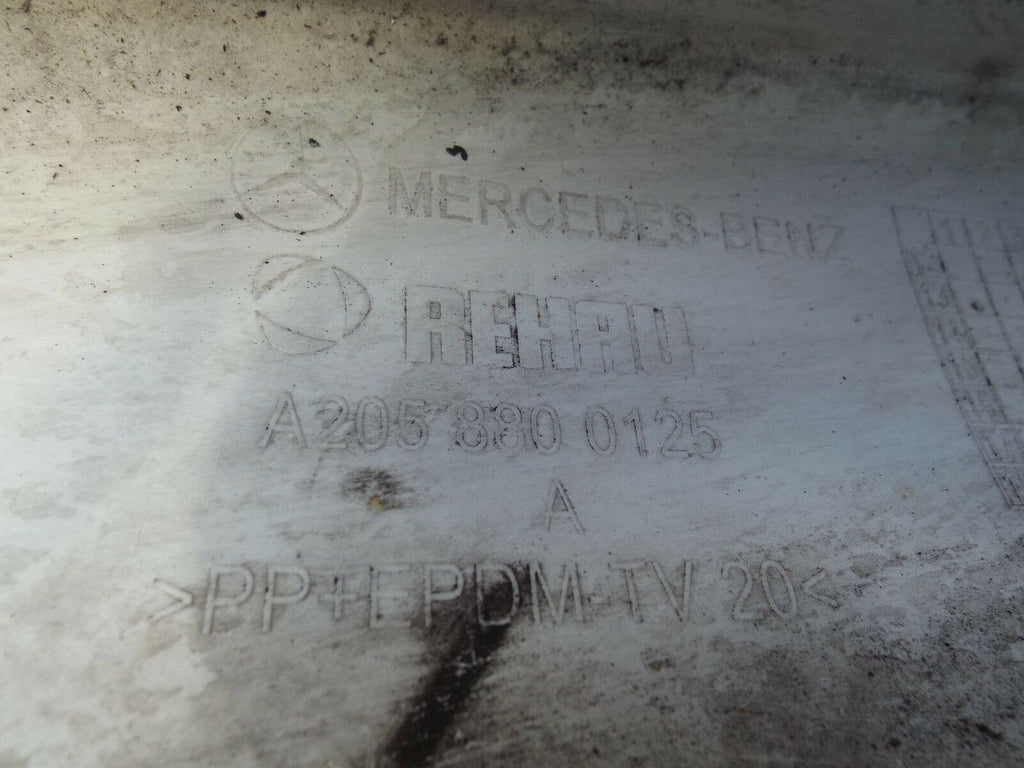 MERCEDES-BENZ
REHAU
A205 880 0125
A
>PP+EPDM-TV 20<